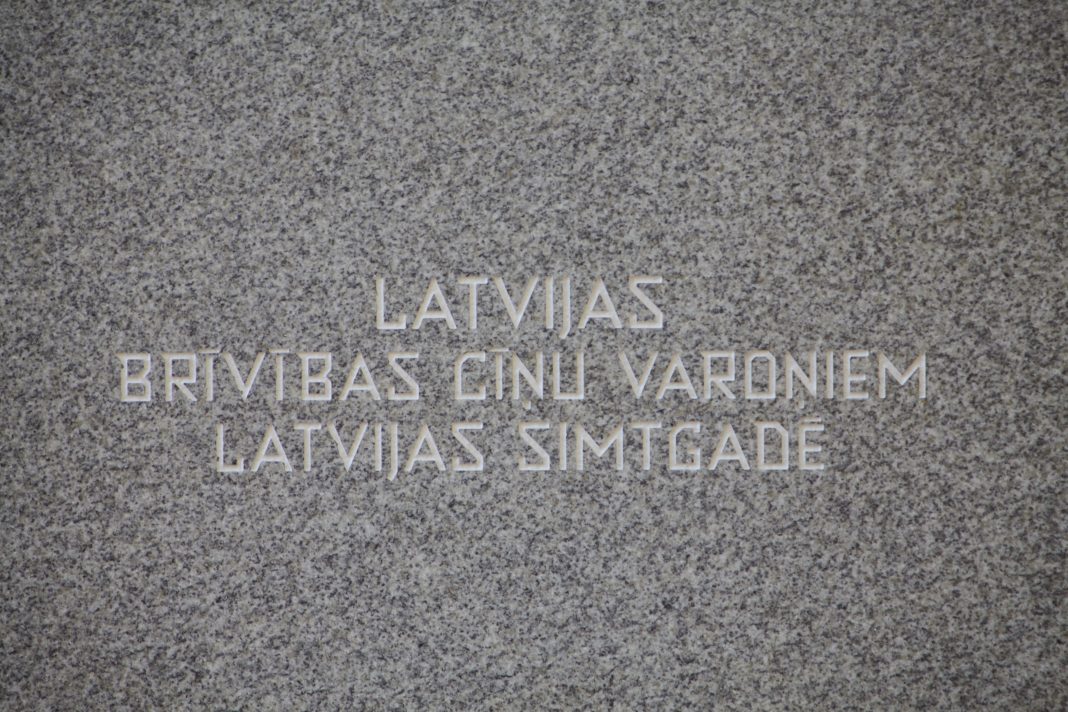 LATVIJAS
BRĪVĪBAS CĪŅU VAROŅIEM
LATVIJAS SIMTGADĒ